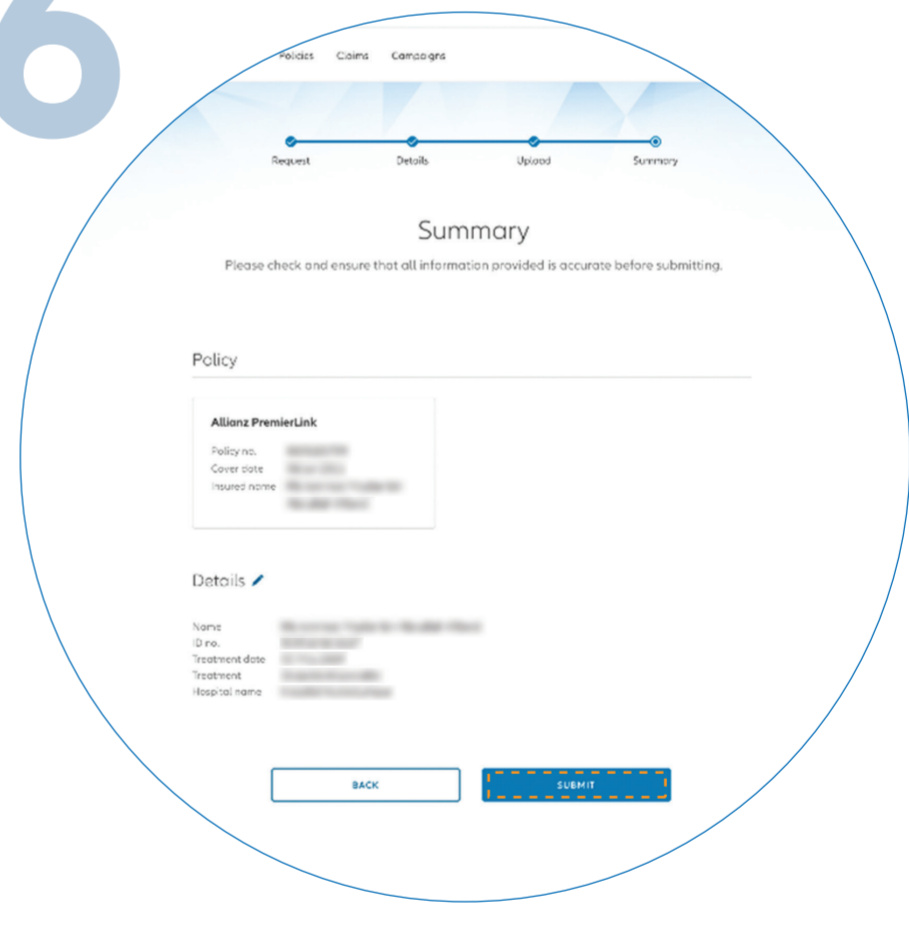 6
Policies Claims Campaigns
Request Details Upload Summary
Summary
Please check and ensure that all information provided is accurate before submitting.
Policy
Allianz PremierLink
Policy no.
Cover date
Insured name
Details
Name
ID no.
Treatment date
Treatment
Hospital name
BACK SUBMIT